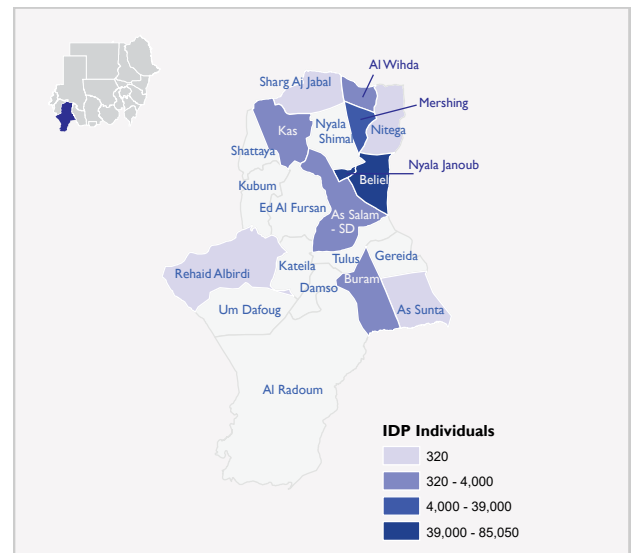 Al Wihda
Sharg Aj Jabal
Mershing
Nyala
Shimal
Nitega
Kas
Shattaya
Nyala Janoub
Beliel
Kubum
Ed Al Fursan
As Salam
- SD
Tulus
Gereida
Rehaid Albirdi
Kateila
Buram
Damso
Um Dafoug
As Sunta
Al Radoum
IDP Individuals
320
320 - 4,000
4,000 - 39,000
39,000 - 85,050